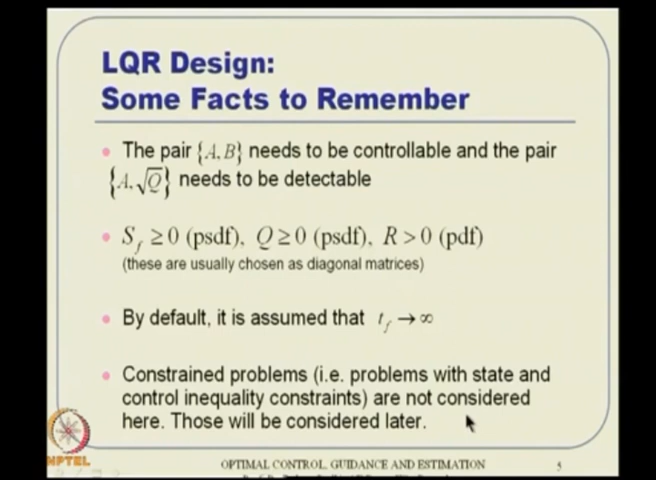 LQR Design:
Some Facts to Remember
The pair {A, B} needs to be controllable and the pair
{A, √Q} needs to be detectable
S_f ≥ 0 (psdf), Q ≥ 0 (psdf), R > 0 (pdf)
(these are usually chosen as diagonal matrices)
By default, it is assumed that t_f → ∞
Constrained problems (i.e. problems with state and
control inequality constraints) are not considered
here. Those will be considered later.
NPTEL
OPTIMAL CONTROL, GUIDANCE AND ESTIMATION
5